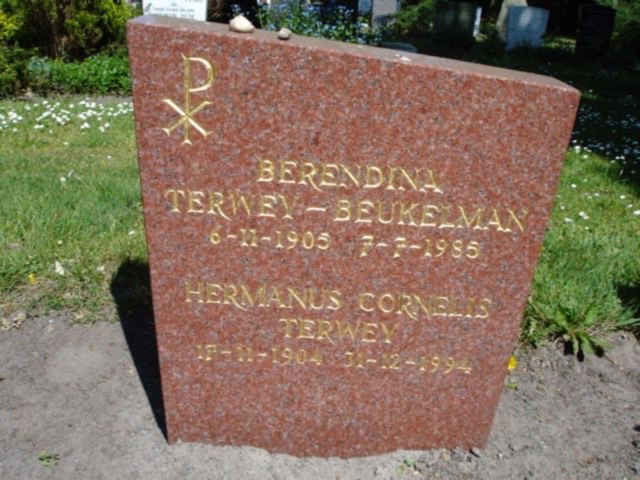 BERENDINA
TERWEY - BEUKELMAN
6-11-1905 7-7-1985
HERMANUS CORNELIS
TERWEY
17-11-1904 31-12-1994